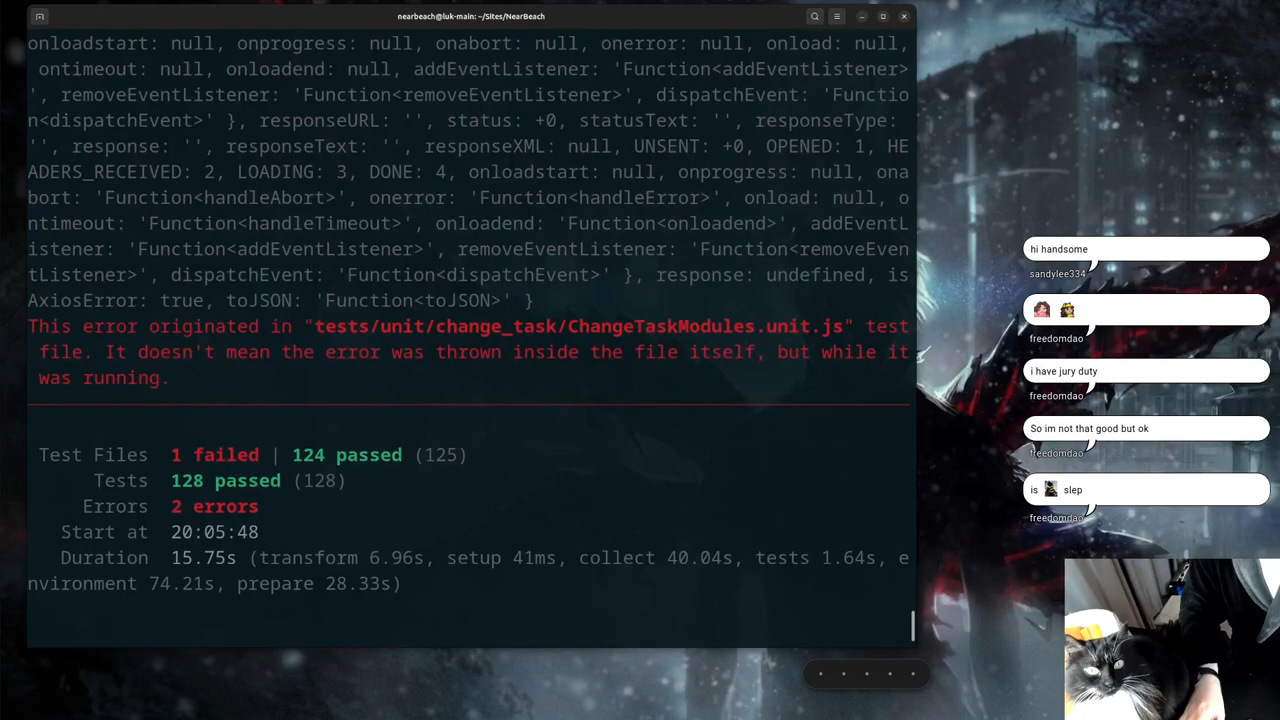 nearbeach@luk-main: ~/Sites/NearBeach
onloadstart: null, onprogress: null, onabort: null, onerror: null, onload: null,
ontimeout: null, onloadend: null, addEventListener: 'Function<addEventListener>
', removeEventListener: 'Function<removeEventListener>', dispatchEvent: 'Functio
n<dispatchEvent>' }, responseURL: '', status: +0, statusText: '', responseType:
'', response: '', responseText: '', responseXML: null, UNSENT: +0, OPENED: 1, HE
ADERS_RECEIVED: 2, LOADING: 3, DONE: 4, onloadstart: null, onprogress: null, ona
bort: 'Function<handleAbort>', onerror: 'Function<handleError>', onload: null, o
ntimeout: 'Function<handleTimeout>', onloadend: 'Function<onloadend>', addEventL
istener: 'Function<addEventListener>', removeEventListener: 'Function<removeEven
tListener>', dispatchEvent: 'Function<dispatchEvent>' }, response: undefined, is
AxiosError: true, toJSON: 'Function<toJSON>' }
This error originated in "tests/unit/change_task/ChangeTaskModules.unit.js" test
file. It doesn't mean the error was thrown inside the file itself, but while it
was running.
Test Files 1 failed | 124 passed (125)
Tests 128 passed (128)
Errors 2 errors
Start at 20:05:48
Duration 15.75s (transform 6.96s, setup 41ms, collect 40.04s, tests 1.64s, e
nvironment 74.21s, prepare 28.33s)
hi handsome
sandylee334
freedomdao
i have jury duty
freedomdao
So im not that good but ok
freedomdao
is slep
freedomdao